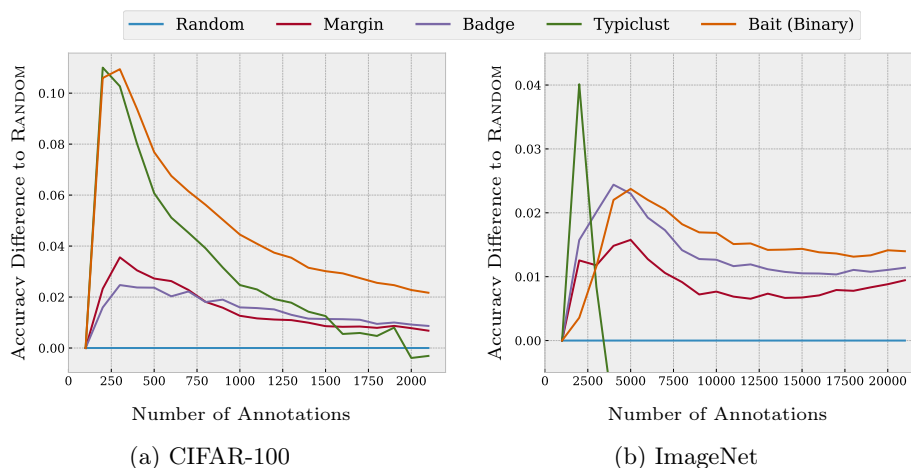 Random Margin Badge Typiclust Bait (Binary)
Accuracy Difference to RANDOM
0.10
0.08
0.06
0.04
0.02
0.00
0 250 500 750 1000 1250 1500 1750 2000
Number of Annotations
(a) CIFAR-100
Accuracy Difference to RANDOM
0.04
0.03
0.02
0.01
0.00
0 2500 5000 7500 10000 12500 15000 17500 20000
Number of Annotations
(b) ImageNet